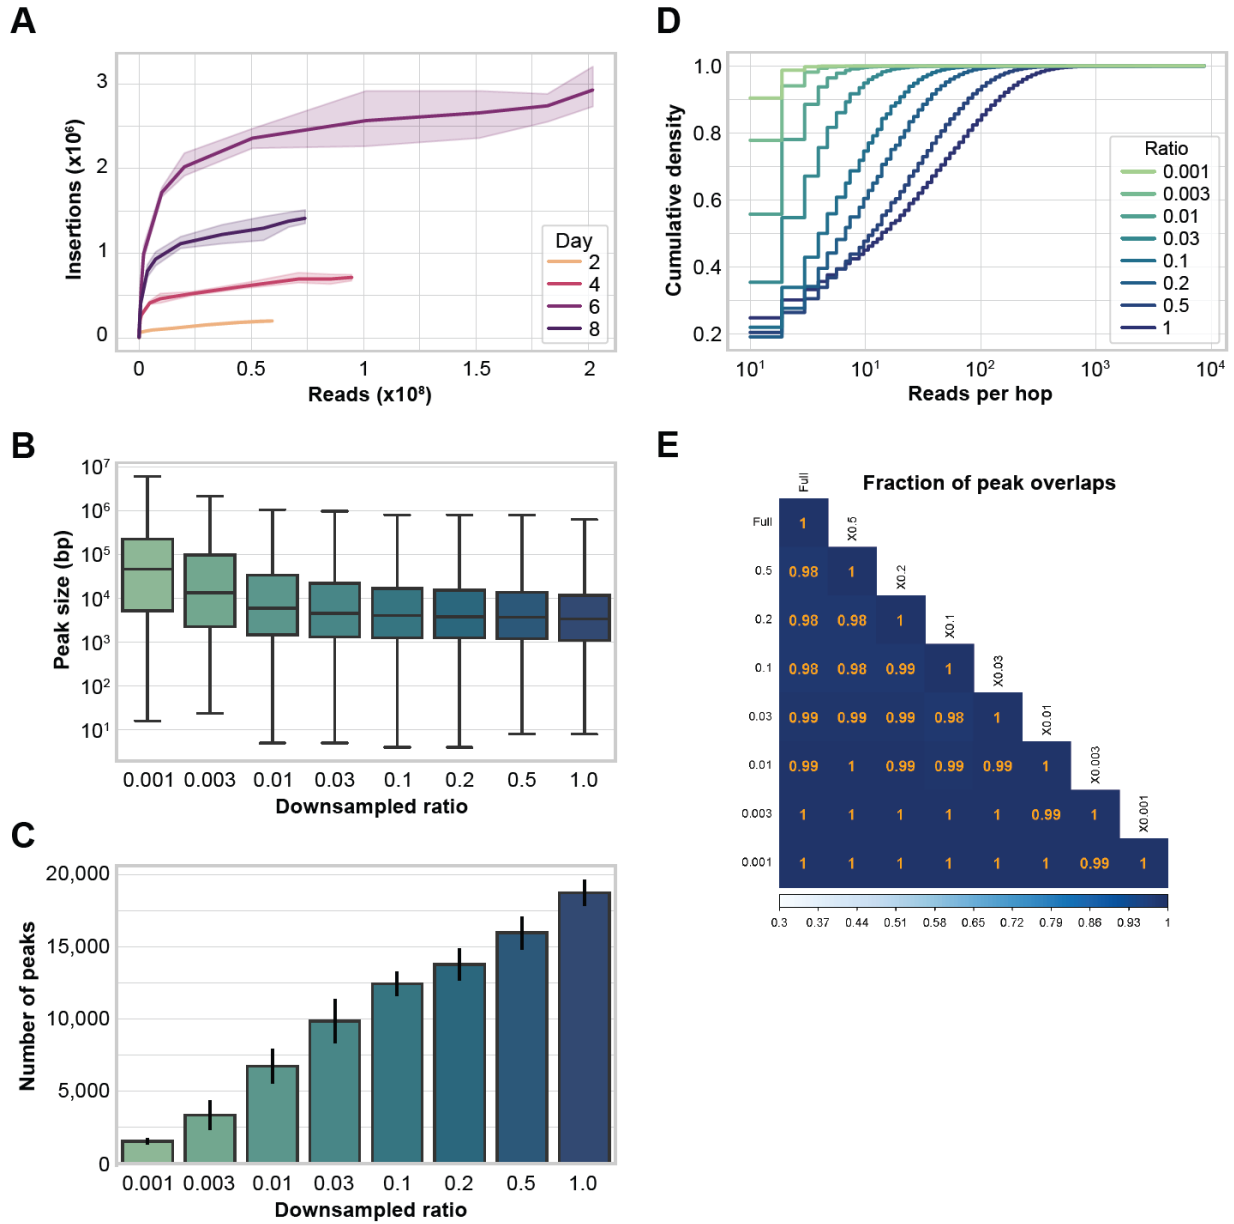 A
3
2
1
0
Insertions (x10⁶)
0
0.5
1
1.5
2
Reads (x10⁸)
Day
2
4
6
8
B
10⁷
10⁶
10⁵
10⁴
10³
10²
10¹
Peak size (bp)
0.001
0.003
0.01
0.03
0.1
0.2
0.5
1.0
Downsampled ratio
C
20,000
15,000
10,000
5,000
0
Number of peaks
0.001
0.003
0.01
0.03
0.1
0.2
0.5
1.0
Downsampled ratio
D
1.0
0.8
0.6
0.4
0.2
Cumulative density
10¹
10¹
10²
10³
10⁴
Reads per hop
Ratio
0.001
0.003
0.01
0.03
0.1
0.2
0.5
1
E
Fraction of peak overlaps
Full
X0.5
X0.2
X0.1
X0.03
X0.01
X0.003
X0.001
Full 1
0.5 0.98 1
0.2 0.98 0.98 1
0.1 0.98 0.98 0.99 1
0.03 0.99 0.99 0.99 0.98 1
0.01 0.99 1 0.99 0.99 0.99 1
0.003 1 1 1 1 1 0.99 1
0.001 1 1 1 1 1 1 0.99 1
0.3 0.37 0.44 0.51 0.58 0.65 0.72 0.79 0.86 0.93 1